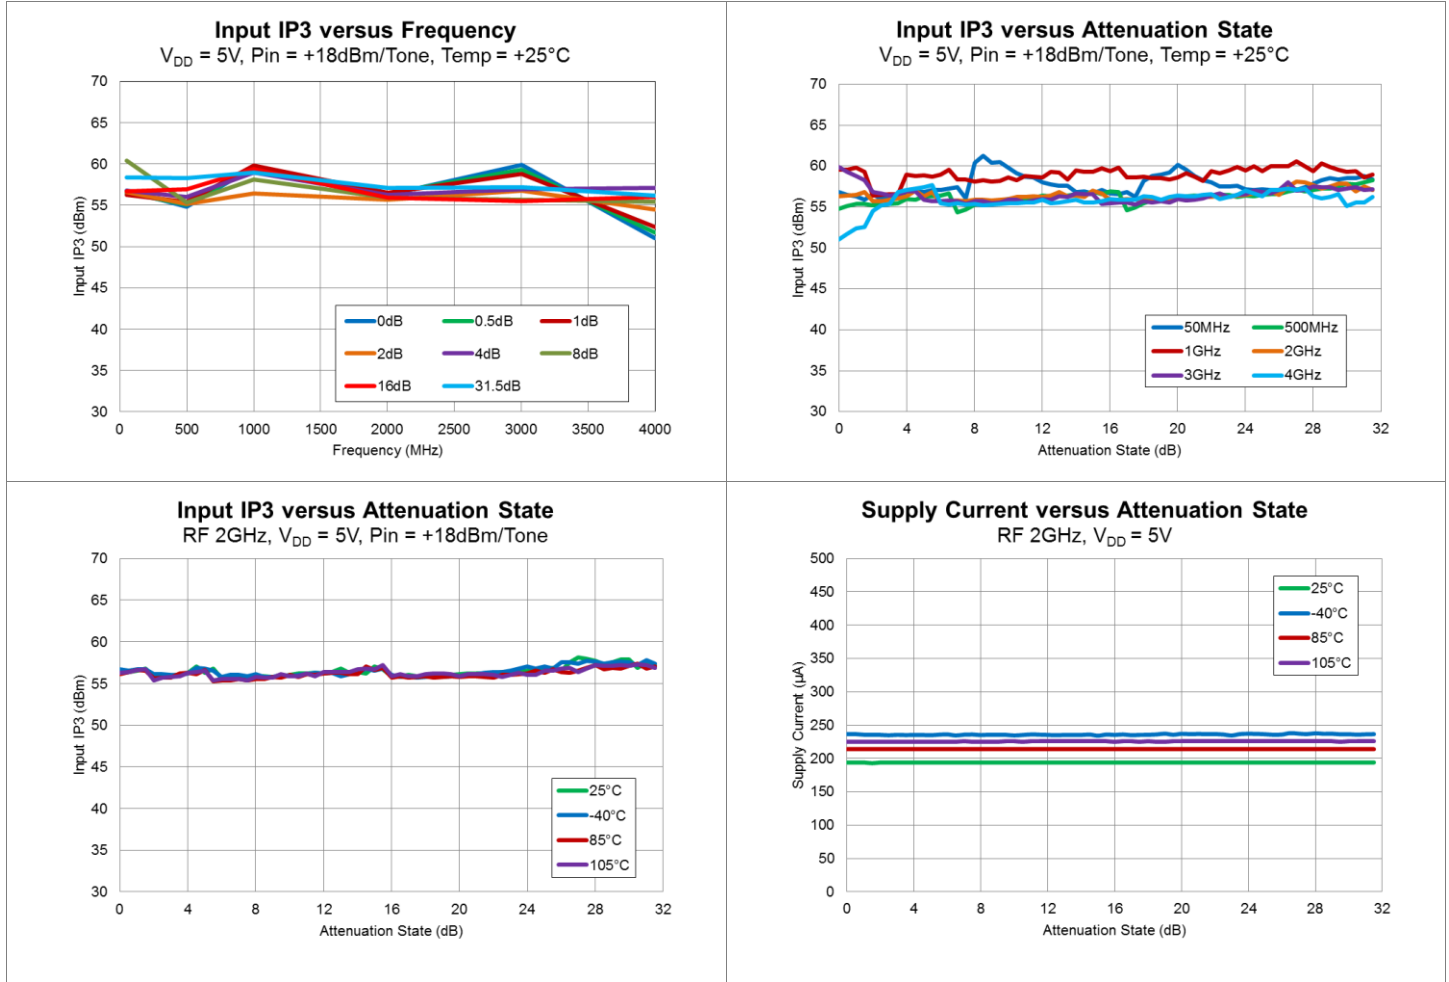 Input IP3 versus Frequency
V_DD = 5V, Pin = +18dBm/Tone, Temp = +25°C
70
65
60
55
50
45
40
35
30
Input IP3 (dBm)
0dB 0.5dB 1dB
2dB 4dB 8dB
16dB 31.5dB
0 500 1000 1500 2000 2500 3000 3500 4000
Frequency (MHz)
Input IP3 versus Attenuation State
V_DD = 5V, Pin = +18dBm/Tone, Temp = +25°C
70
65
60
55
50
45
40
35
30
Input IP3 (dBm)
50MHz 500MHz
1GHz 2GHz
3GHz 4GHz
0 4 8 12 16 20 24 28 32
Attenuation State (dB)
Input IP3 versus Attenuation State
RF 2GHz, V_DD = 5V, Pin = +18dBm/Tone
70
65
60
55
50
45
40
35
30
Input IP3 (dBm)
25°C
-40°C
85°C
105°C
0 4 8 12 16 20 24 28 32
Attenuation State (dB)
Supply Current versus Attenuation State
RF 2GHz, V_DD = 5V
500
450
400
350
300
250
200
150
100
50
0
Supply Current (µA)
25°C
-40°C
85°C
105°C
0 4 8 12 16 20 24 28 32
Attenuation State (dB)